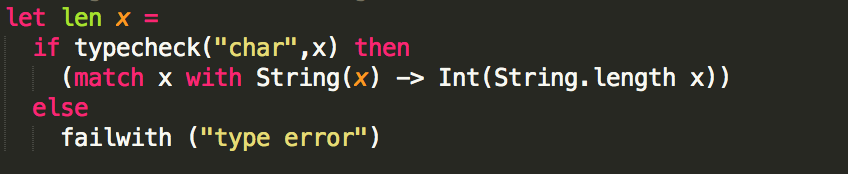 let len x =
if typecheck("char",x) then
(match x with String(x) -> Int(String.length x))
else
failwith ("type error")